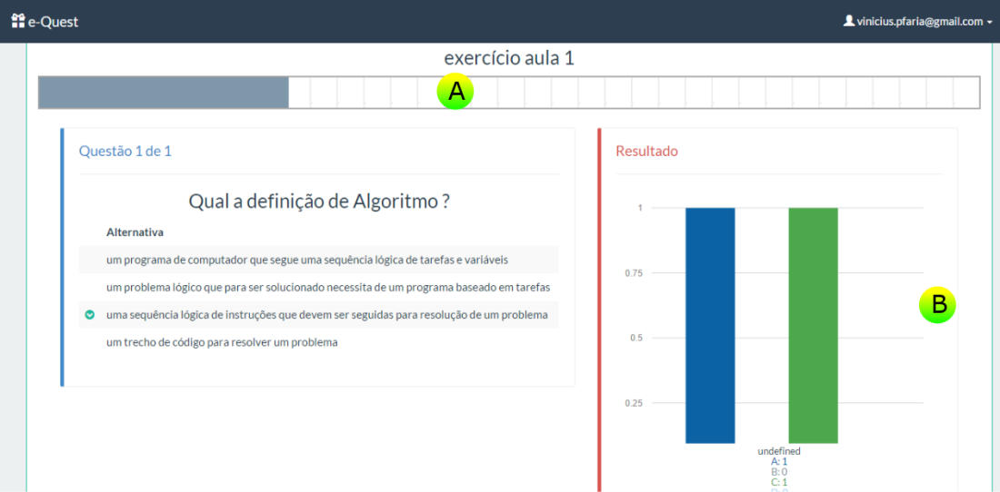 e-Quest
vinicius.pfaria@gmail.com
exercício aula 1
A
Questão 1 de 1
Qual a definição de Algoritmo ?
Alternativa
um programa de computador que segue uma sequência lógica de tarefas e variáveis
um problema lógico que para ser solucionado necessita de um programa baseado em tarefas
uma sequência lógica de instruções que devem ser seguidas para resolução de um problema
um trecho de código para resolver um problema
Resultado
1
0.75
0.5
0.25
B
undefined
A: 1
B: 0
C: 1